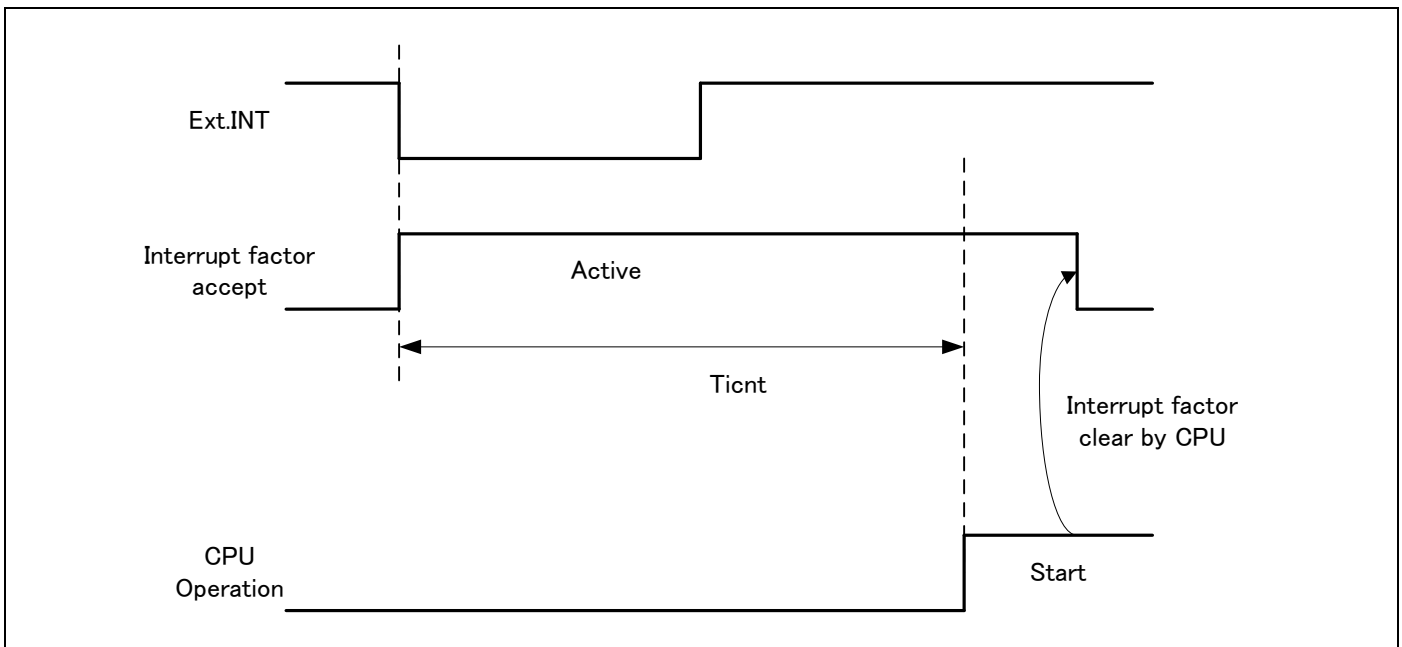 Ext.INT
Interrupt factor
accept
Active
Ticnt
Interrupt factor
clear by CPU
CPU
Operation
Start